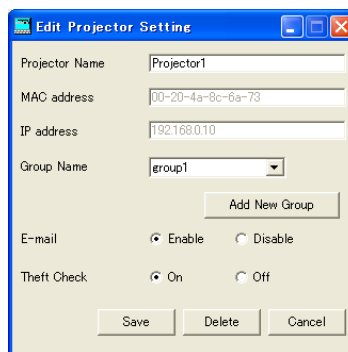 Edit Projector Setting
Projector Name Projector1
MAC address 00-20-4a-8c-6a-73
IP address 192.168.0.10
Group Name group1
Add New Group
E-mail Enable Disable
Theft Check On Off
Save Delete Cancel